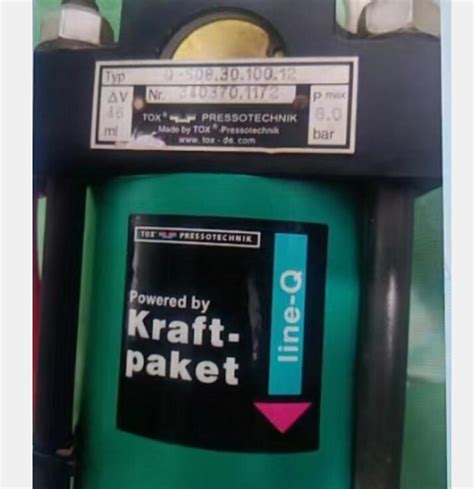 Typ Q-S08.30.100.12
ΔV Nr. 340370.1172 p max
TOX® PRESSOTECHNIK 6.0
ml Made by TOX®-Pressotechnik bar
www.tox-de.com
TOX® PRESSOTECHNIK
Powered by
Kraft-
paket
line-Q